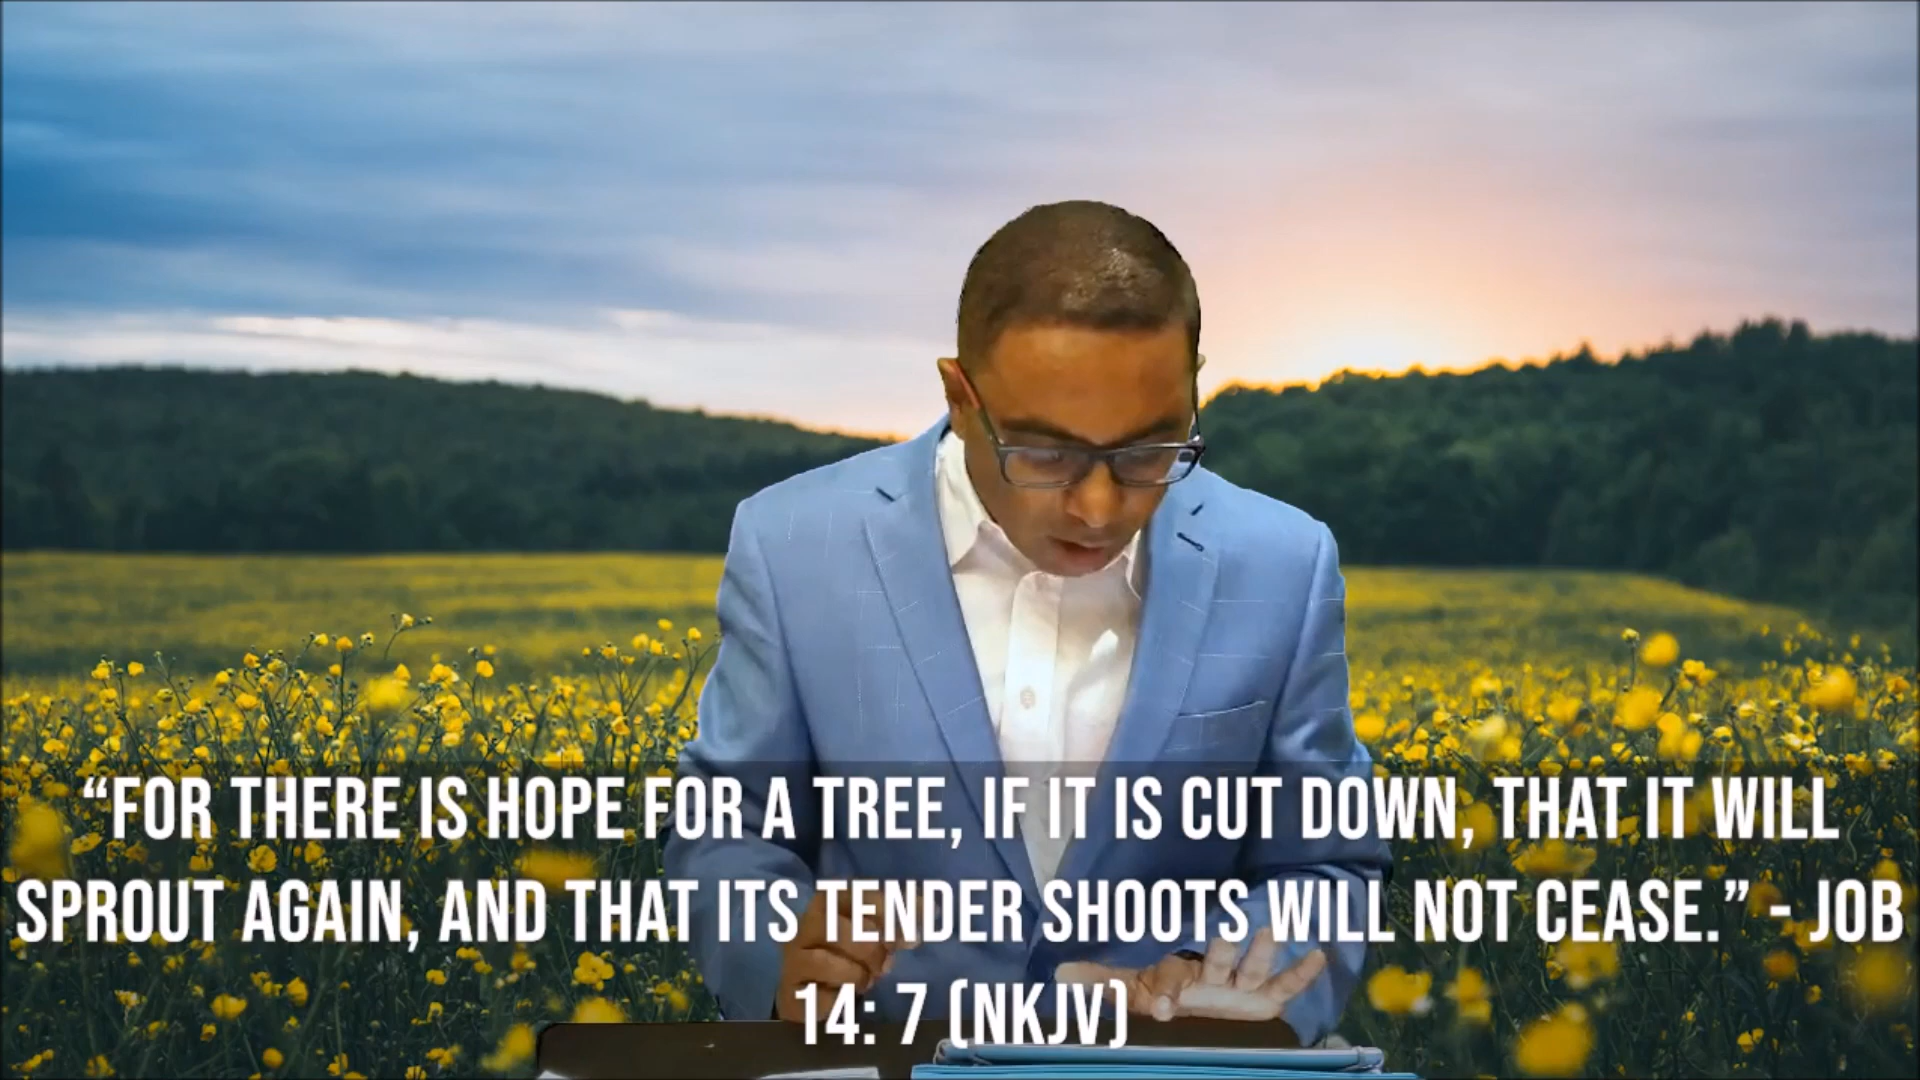 “FOR THERE IS HOPE FOR A TREE, IF IT IS CUT DOWN, THAT IT WILL
SPROUT AGAIN, AND THAT ITS TENDER SHOOTS WILL NOT CEASE.” - JOB
14: 7 (NKJV)